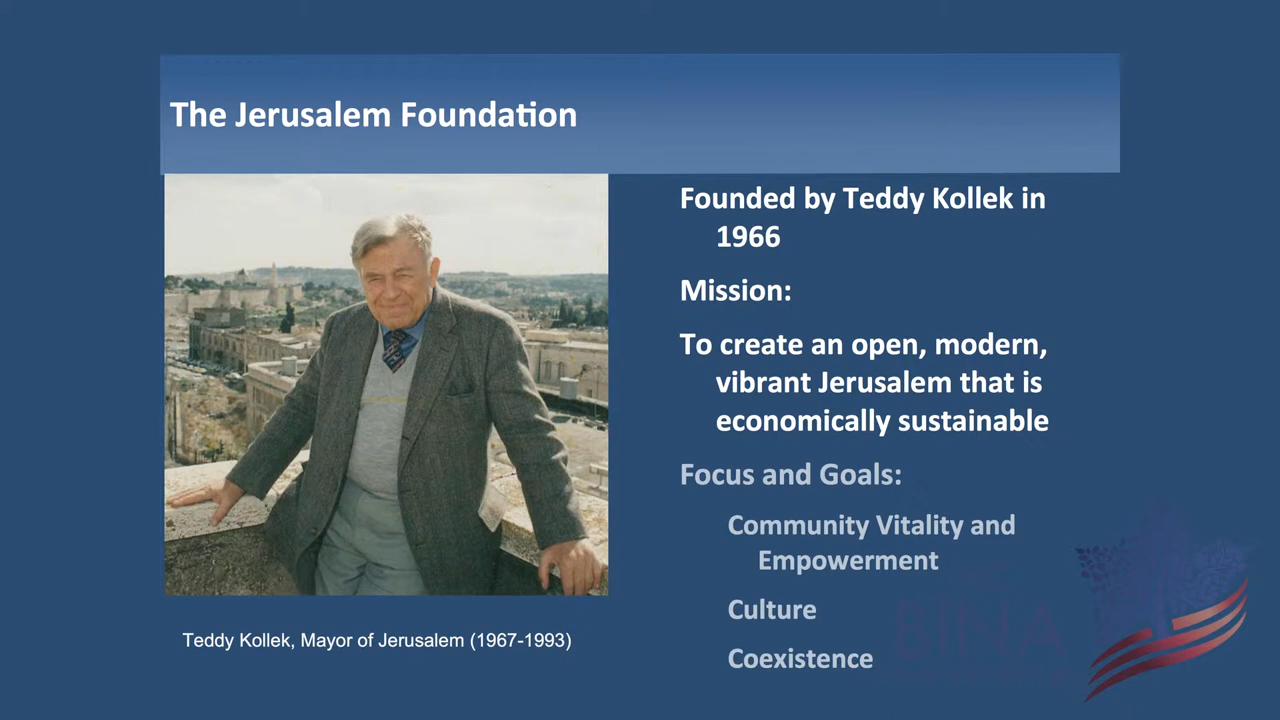 The Jerusalem Foundation
Founded by Teddy Kollek in
1966
Mission:
To create an open, modern,
vibrant Jerusalem that is
economically sustainable
Focus and Goals:
Community Vitality and
Empowerment
Culture
Coexistence
Teddy Kollek, Mayor of Jerusalem (1967-1993)
BINA